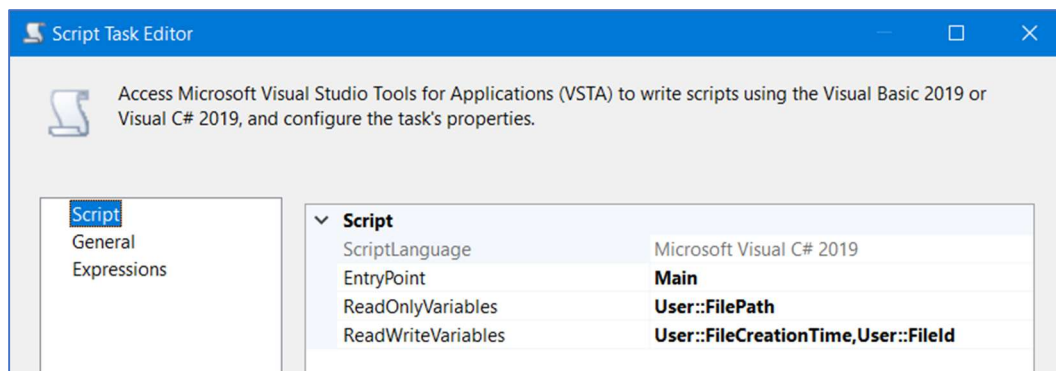 Script Task Editor
Access Microsoft Visual Studio Tools for Applications (VSTA) to write scripts using the Visual Basic 2019 or
Visual C# 2019, and configure the task's properties.
Script
General
Expressions
Script
ScriptLanguage Microsoft Visual C# 2019
EntryPoint Main
ReadOnlyVariables User::FilePath
ReadWriteVariables User::FileCreationTime,User::FileId